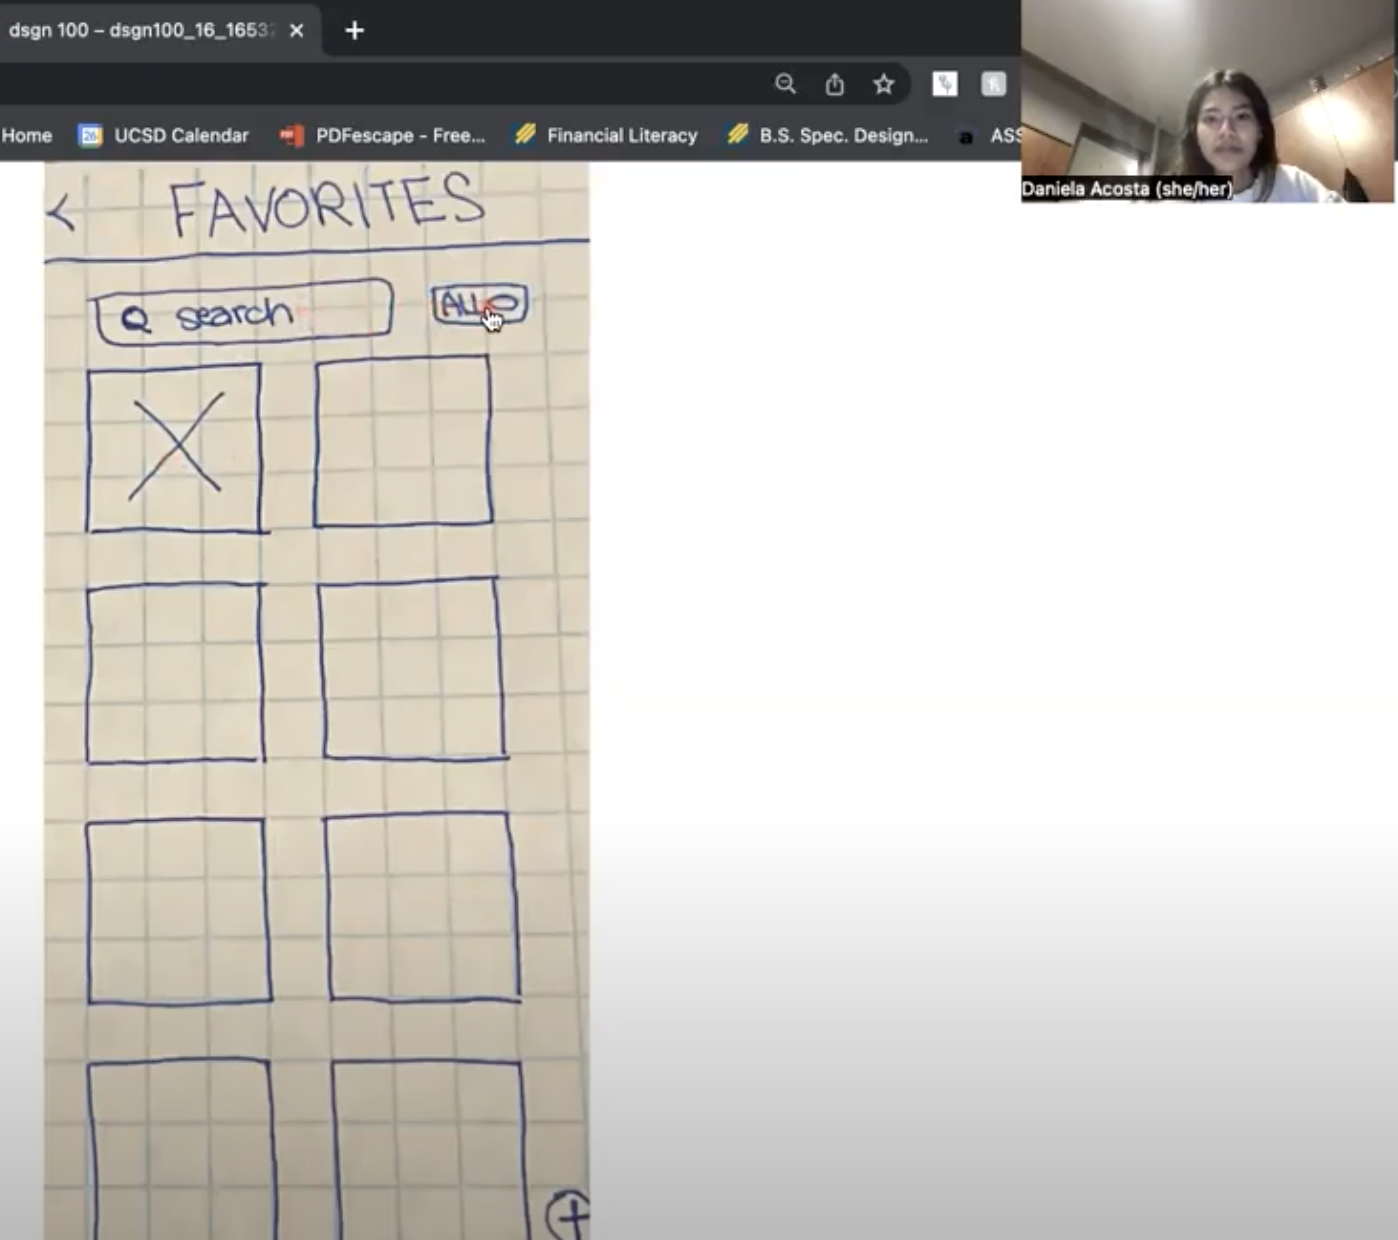 dsgn 100 – dsgn100_16_1653
Home
UCSD Calendar
PDFescape - Free...
Financial Literacy
B.S. Spec. Design...
ASS
Daniela Acosta (she/her)
< FAVORITES
search
ALL